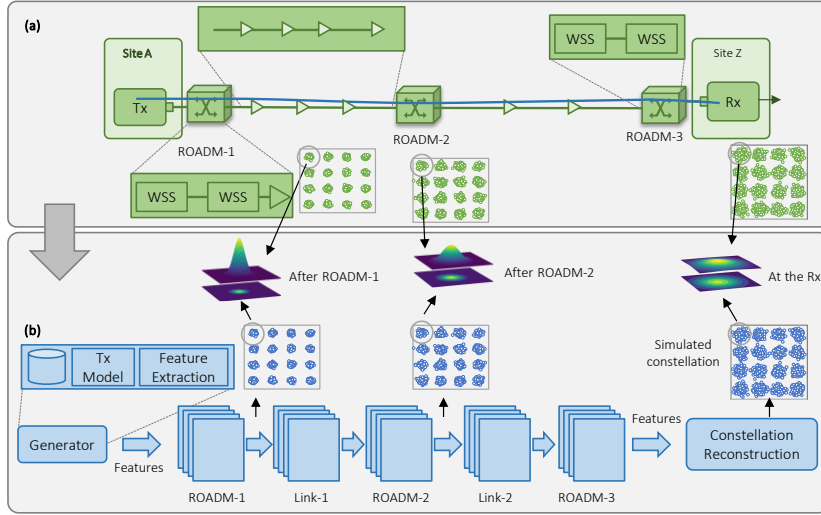 (a)
Site A
Site Z
WSS
WSS
Tx
Rx
ROADM-1
ROADM-2
ROADM-3
WSS
WSS
After ROADM-1
After ROADM-2
At the Rx
(b)
Tx
Model
Feature
Extraction
Simulated
constellation
Generator
Features
Features
Constellation
Reconstruction
ROADM-1
Link-1
ROADM-2
Link-2
ROADM-3